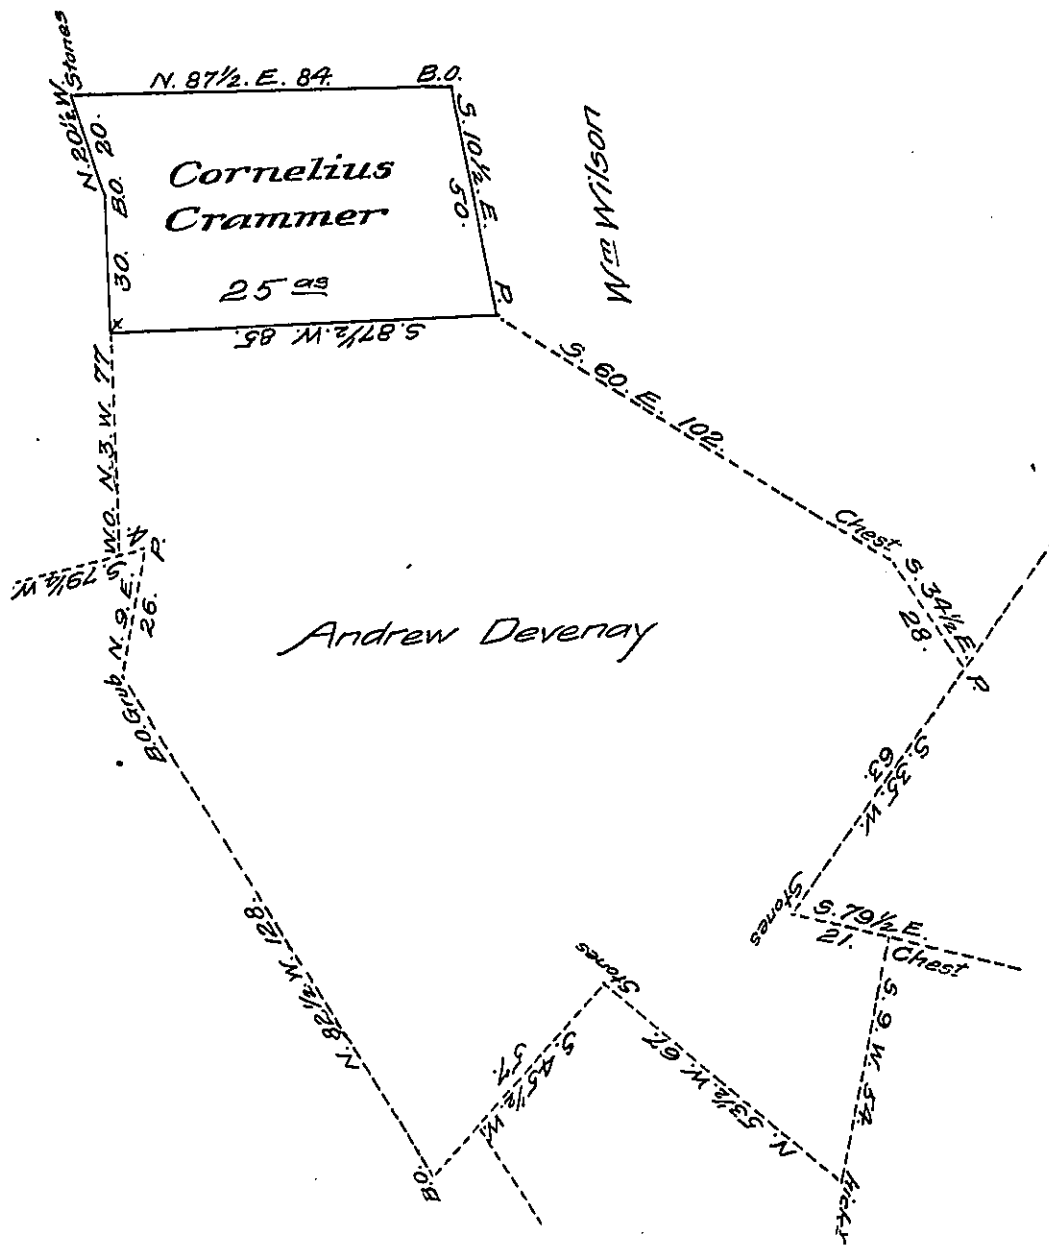 Stones
N. 87½. E. 84.
B.O.
N. 20½ W.
20.
S. 10½. E.
50.
Cornelius
Crammer
Wm Wilson
B.O.
30.
25 as
P.
x
S. 87½. W. 85.
S. 60. E. 102.
N. 3. W. 77
Chest
W.O.
4.
P.
S. 79¼ W.
S. 34½ E.
28.
N. 9. E.
26.
Andrew Devenay
P.
B.O. Grub
S. 35. W.
63.
Stones
S. 79½ E.
21.
Chest
N. 82½. W. 128.
Stones
S. 9. W. 54.
S. 45½. W.
57.
N. 53½. W. 67.
B.O.
Hicky